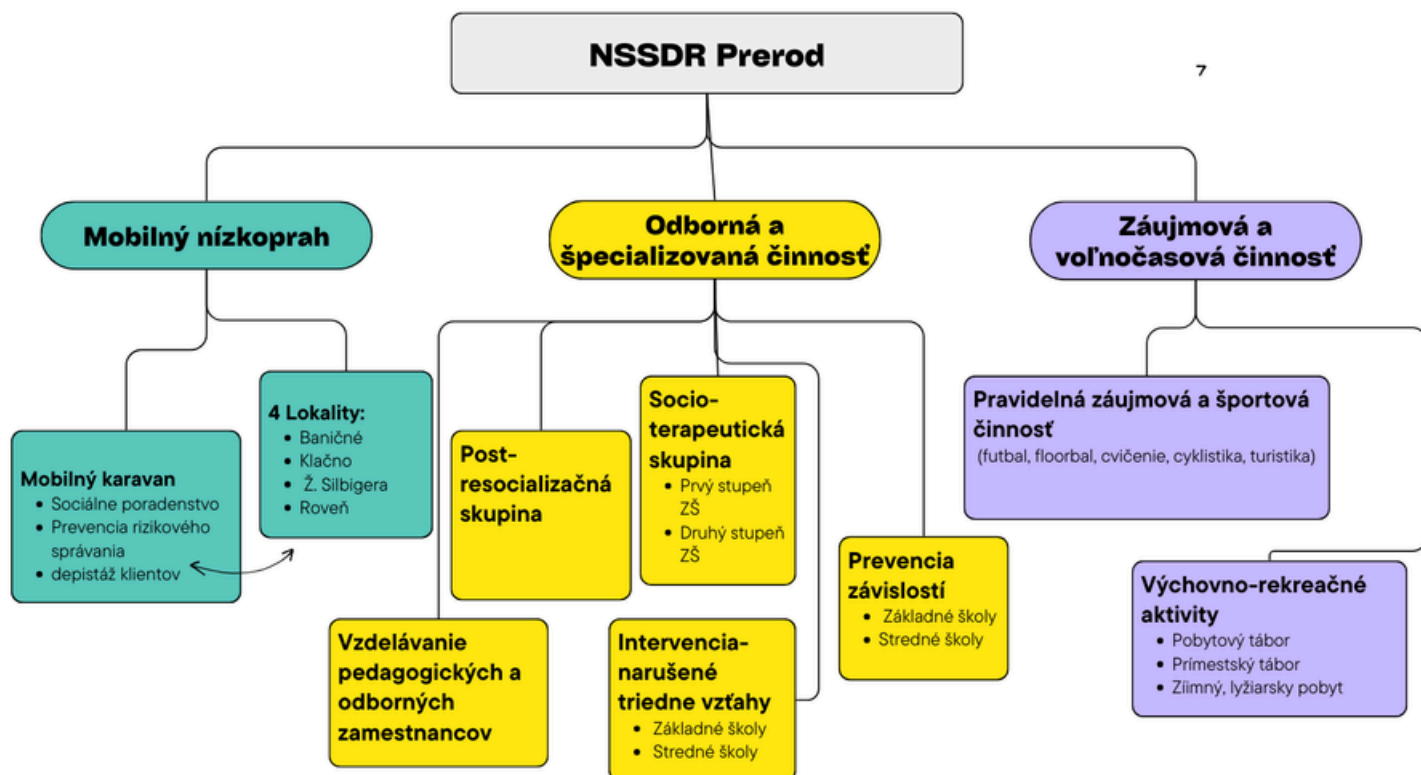 NSSDR Prerod
7
Mobilný nízkoprah
Odborná a
špecializovaná činnosť
Záujmová a
voľnočasová činnosť
Mobilný karavan
Sociálne poradenstvo
Prevencia rizikového
správania
depistáž klientov
4 Lokality:
Baničné
Klačno
Ž. Silbigera
Roveň
Vzdelávanie
pedagogických a
odborných
zamestnancov
Post-
resocializačná
skupina
Socio-
terapeutická
skupina
Prvý stupeň
ZŠ
Druhý stupeň
ZŠ
Intervencia-
narušené
triedne vzťahy
Základné školy
Stredné školy
Prevencia
závislostí
Základné školy
Stredné školy
Pravidelná záujmová a športová
činnosť
(futbal, floorbal, cvičenie, cyklistika, turistika)
Výchovno-rekreačné
aktivity
Pobytový tábor
Prímestský tábor
Zíimný, lyžiarsky pobyt